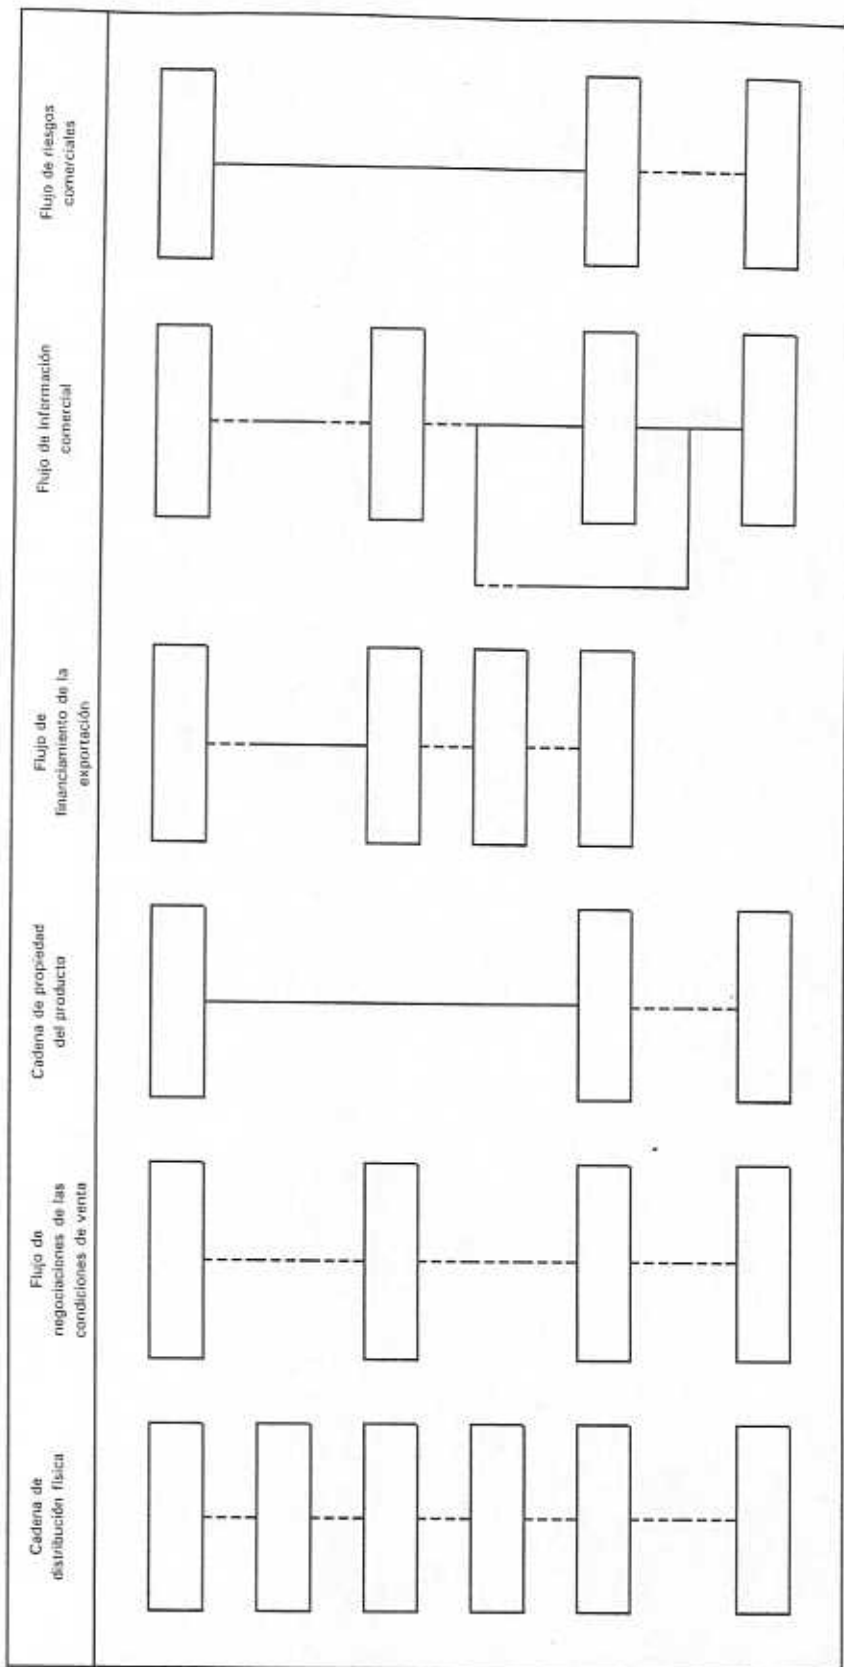 Cadena de
distribución física
Flujo de
negociaciones de las
condiciones de venta
Cadena de propiedad
del producto
Flujo de
financiamiento de la
exportación
Flujo de información
comercial
Flujo de riesgos
comerciales